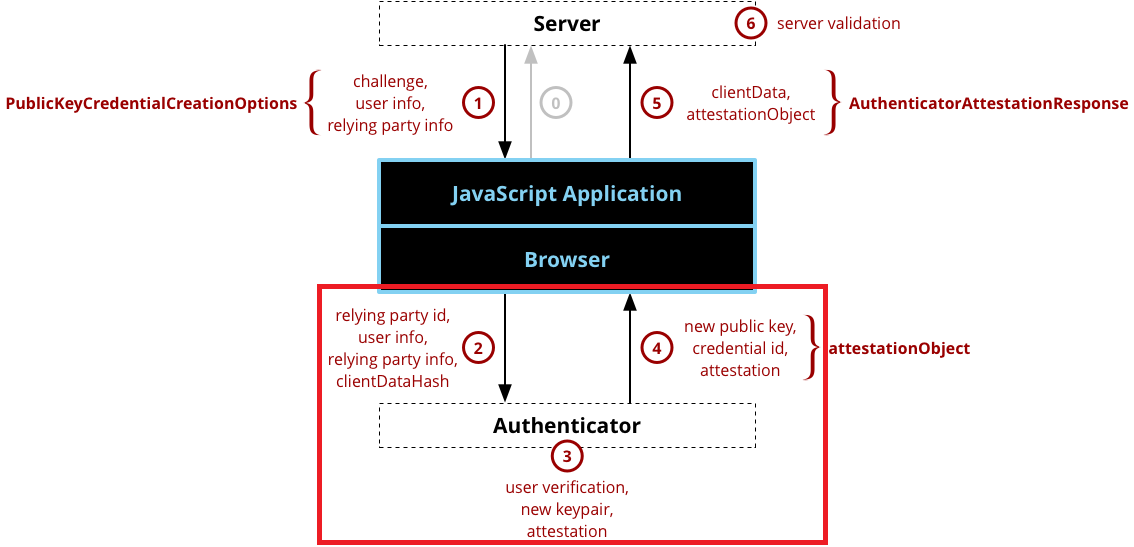 Server
6
server validation
PublicKeyCredentialCreationOptions
challenge,
user info,
relying party info
1
0
5
clientData,
attestationObject
AuthenticatorAttestationResponse
JavaScript Application
Browser
relying party id,
user info,
relying party info,
clientDataHash
2
4
new public key,
credential id,
attestation
attestationObject
Authenticator
3
user verification,
new keypair,
attestation